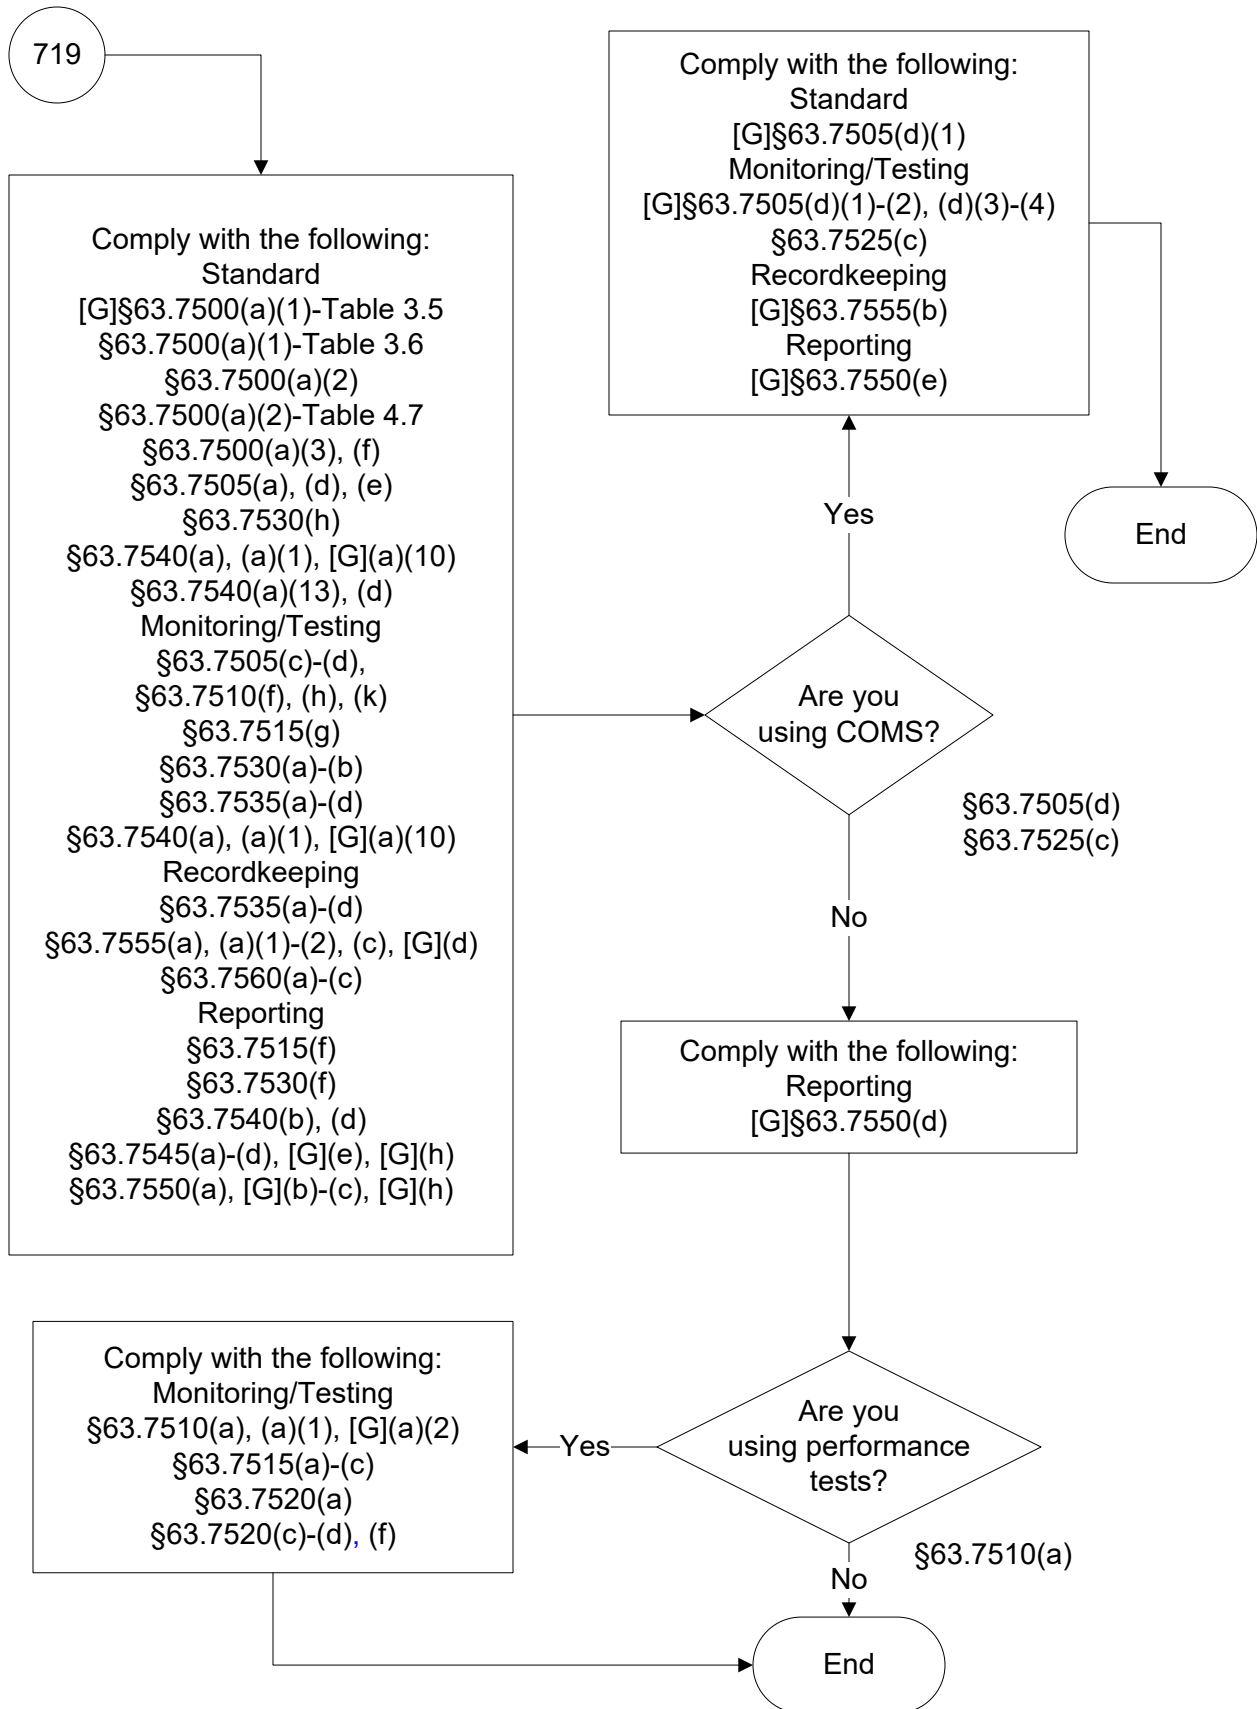 719
Comply with the following:
Standard
[G]§63.7500(a)(1)-Table 3.5
§63.7500(a)(1)-Table 3.6
§63.7500(a)(2)
§63.7500(a)(2)-Table 4.7
§63.7500(a)(3), (f)
§63.7505(a), (d), (e)
§63.7530(h)
§63.7540(a), (a)(1), [G](a)(10)
§63.7540(a)(13), (d)
Monitoring/Testing
§63.7505(c)-(d),
§63.7510(f), (h), (k)
§63.7515(g)
§63.7530(a)-(b)
§63.7535(a)-(d)
§63.7540(a), (a)(1), [G](a)(10)
Recordkeeping
§63.7535(a)-(d)
§63.7555(a), (a)(1)-(2), (c), [G](d)
§63.7560(a)-(c)
Reporting
§63.7515(f)
§63.7530(f)
§63.7540(b), (d)
§63.7545(a)-(d), [G](e), [G](h)
§63.7550(a), [G](b)-(c), [G](h)
Are you
using COMS?
§63.7505(d)
§63.7525(c)
Yes
Comply with the following:
Standard
[G]§63.7505(d)(1)
Monitoring/Testing
[G]§63.7505(d)(1)-(2), (d)(3)-(4)
§63.7525(c)
Recordkeeping
[G]§63.7555(b)
Reporting
[G]§63.7550(e)
End
No
Comply with the following:
Reporting
[G]§63.7550(d)
Are you
using performance
tests?
§63.7510(a)
Yes
Comply with the following:
Monitoring/Testing
§63.7510(a), (a)(1), [G](a)(2)
§63.7515(a)-(c)
§63.7520(a)
§63.7520(c)-(d), (f)
No
End